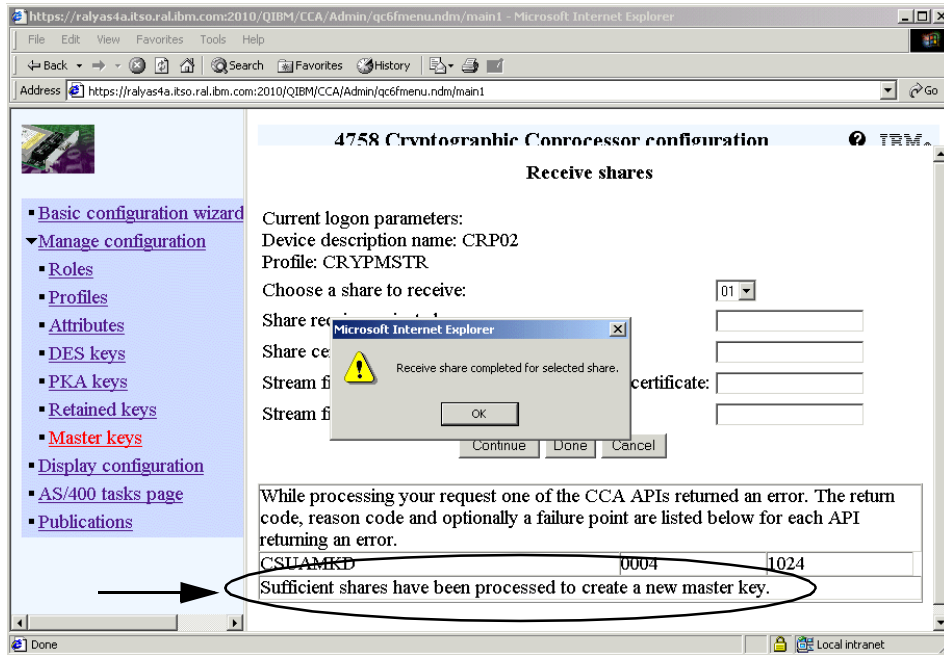 https://ralyas4a.itso.ral.ibm.com:2010/QIBM/CCA/Admin/qc6fmenu.ndm/main1 - Microsoft Internet Explorer
File Edit View Favorites Tools Help
Back Search Favorites History
Address https://ralyas4a.itso.ral.ibm.com:2010/QIBM/CCA/Admin/qc6fmenu.ndm/main1 Go
4758 Cryptographic Coprocessor configuration ? IBM
Receive shares
Basic configuration wizard
Manage configuration
Roles
Profiles
Attributes
DES keys
PKA keys
Retained keys
Master keys
Display configuration
AS/400 tasks page
Publications
Current logon parameters:
Device description name: CRP02
Profile: CRYPMSTR
Choose a share to receive: 01
Share
Share
Stream certificate:
Stream
Microsoft Internet Explorer
Receive share completed for selected share.
OK
Continue Done Cancel
While processing your request one of the CCA APIs returned an error. The return
code, reason code and optionally a failure point are listed below for each API
returning an error.
CSUAMKD 0004 1024
Sufficient shares have been processed to create a new master key.
Done Local intranet